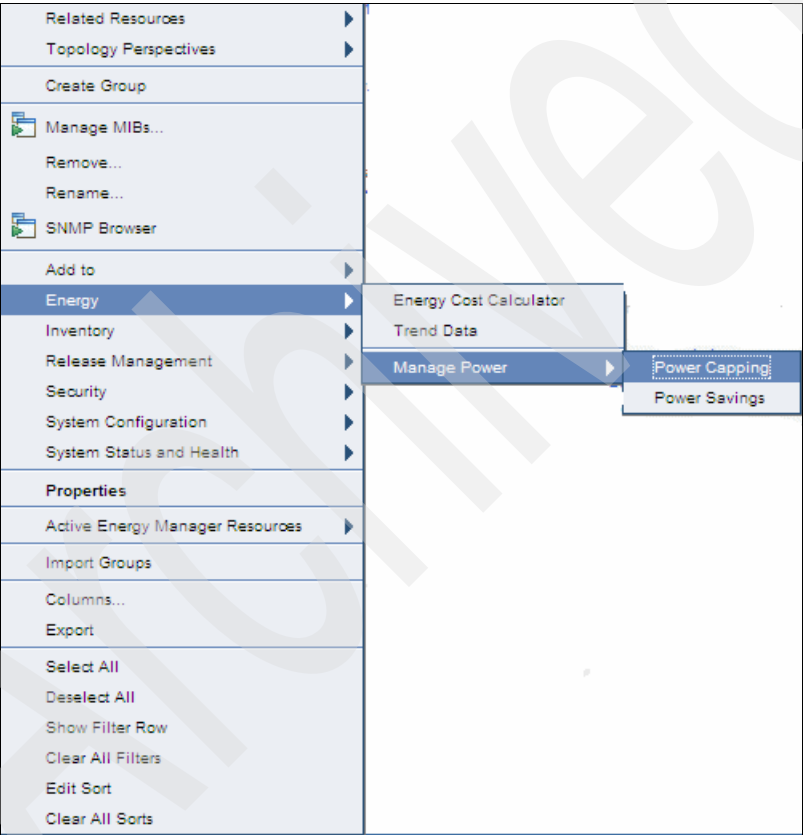 Related Resources
Topology Perspectives
Create Group
Manage MIBs...
Remove...
Rename...
SNMP Browser
Add to
Energy
Energy Cost Calculator
Inventory
Trend Data
Release Management
Manage Power
Power Capping
Security
Power Savings
System Configuration
System Status and Health
Properties
Active Energy Manager Resources
Import Groups
Columns...
Export
Select All
Deselect All
Show Filter Row
Clear All Filters
Edit Sort
Clear All Sorts